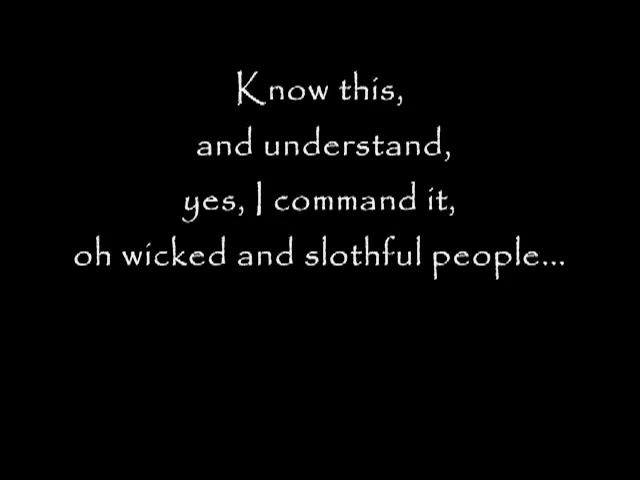 Know this,
and understand,
yes, I command it,
oh wicked and slothful people...